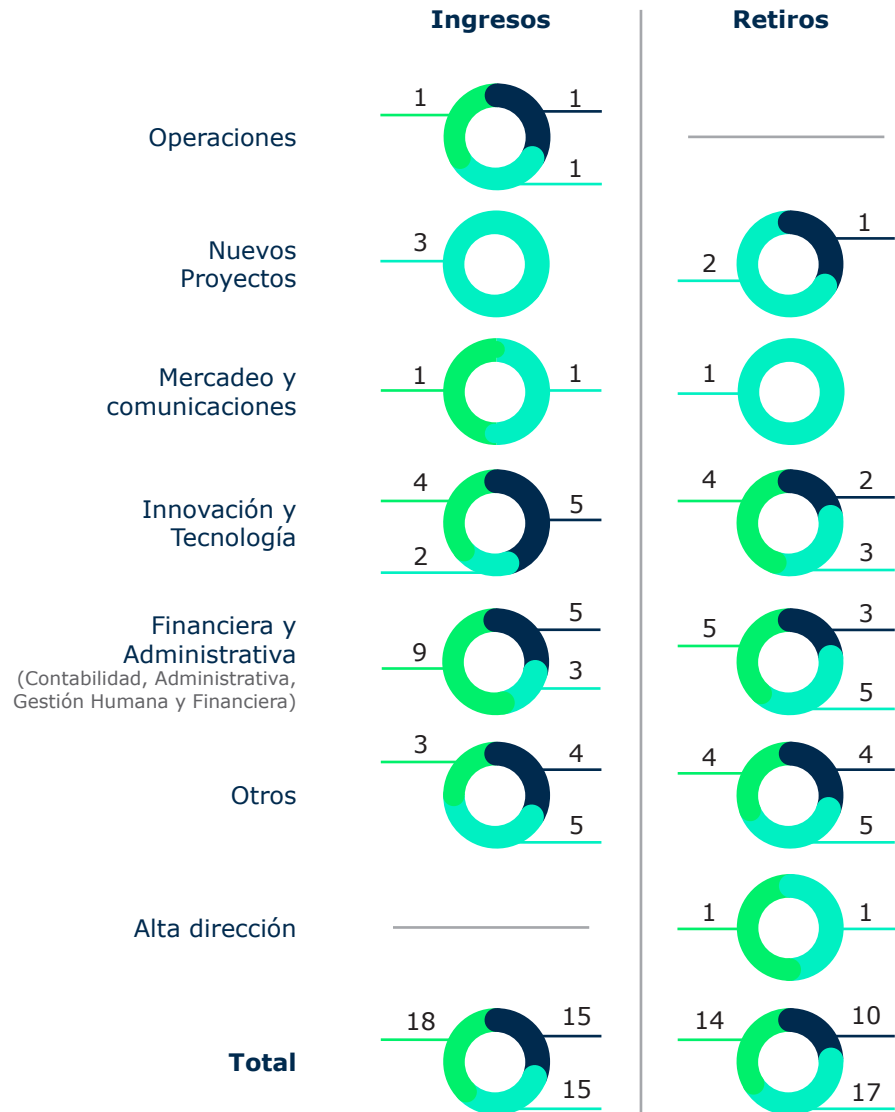 Ingresos
Retiros
1
1
Operaciones
1
Nuevos
Proyectos
3
1
2
Mercadeo y
comunicaciones
1
1
1
Innovación y
Tecnología
4
5
2
4
2
3
Financiera y
Administrativa
(Contabilidad, Administrativa,
Gestión Humana y Financiera)
5
9
3
3
5
5
Otros
3
4
5
4
4
5
Alta dirección
1
1
Total
18
15
15
14
10
17